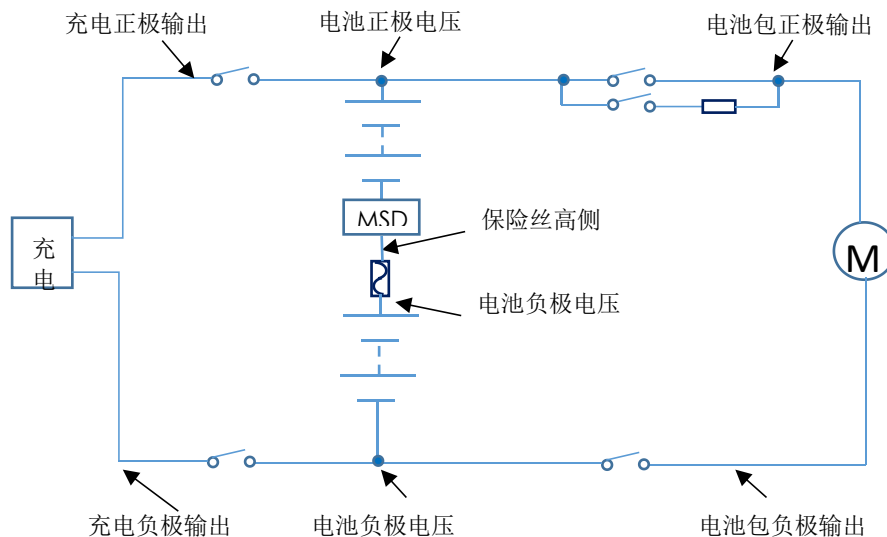 充电正极输出
电池正极电压
电池包正极输出
MSD
保险丝高侧
充
电
M
电池负极电压
充电负极输出
电池负极电压
电池包负极输出